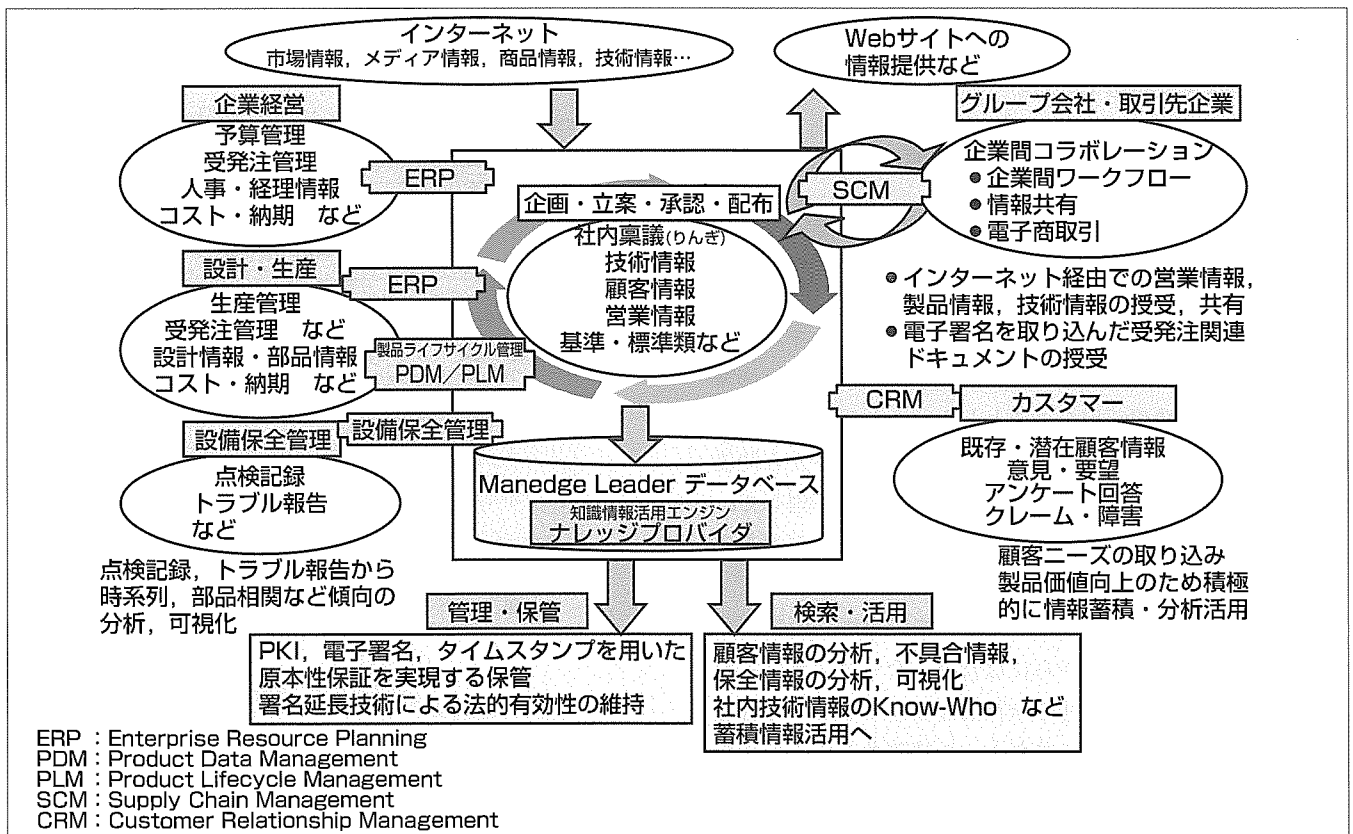 インターネット
市場情報，メディア情報，商品情報，技術情報…
Webサイトへの
情報提供など
企業経営
予算管理
受発注管理
人事・経理情報
コスト・納期　など
ERP
グループ会社・取引先企業
企業間コラボレーション
●企業間ワークフロー
●情報共有
●電子商取引
SCM
企画・立案・承認・配布
社内稟議(りんぎ)
技術情報
顧客情報
営業情報
基準・標準類など
設計・生産
生産管理
受発注管理　など
設計情報・部品情報
コスト・納期　など
ERP
製品ライフサイクル管理
PDM／PLM
●インターネット経由での営業情報，
製品情報，技術情報の授受，共有
●電子署名を取り込んだ受発注関連
ドキュメントの授受
設備保全管理
設備保全管理
点検記録
トラブル報告
など
点検記録，トラブル報告から
時系列，部品相関など傾向の
分析，可視化
CRM
カスタマー
既存・潜在顧客情報
意見・要望
アンケート回答
クレーム・障害
顧客ニーズの取り込み
製品価値向上のため積極
的に情報蓄積・分析活用
Manedge Leader データベース
知識情報活用エンジン
ナレッジプロバイダ
管理・保管
PKI，電子署名，タイムスタンプを用いた
原本性保証を実現する保管
署名延長技術による法的有効性の維持
検索・活用
顧客情報の分析，不具合情報，
保全情報の分析，可視化
社内技術情報のKnow-Who　など
蓄積情報活用へ
ERP：Enterprise Resource Planning
PDM：Product Data Management
PLM：Product Lifecycle Management
SCM：Supply Chain Management
CRM：Customer Relationship Management